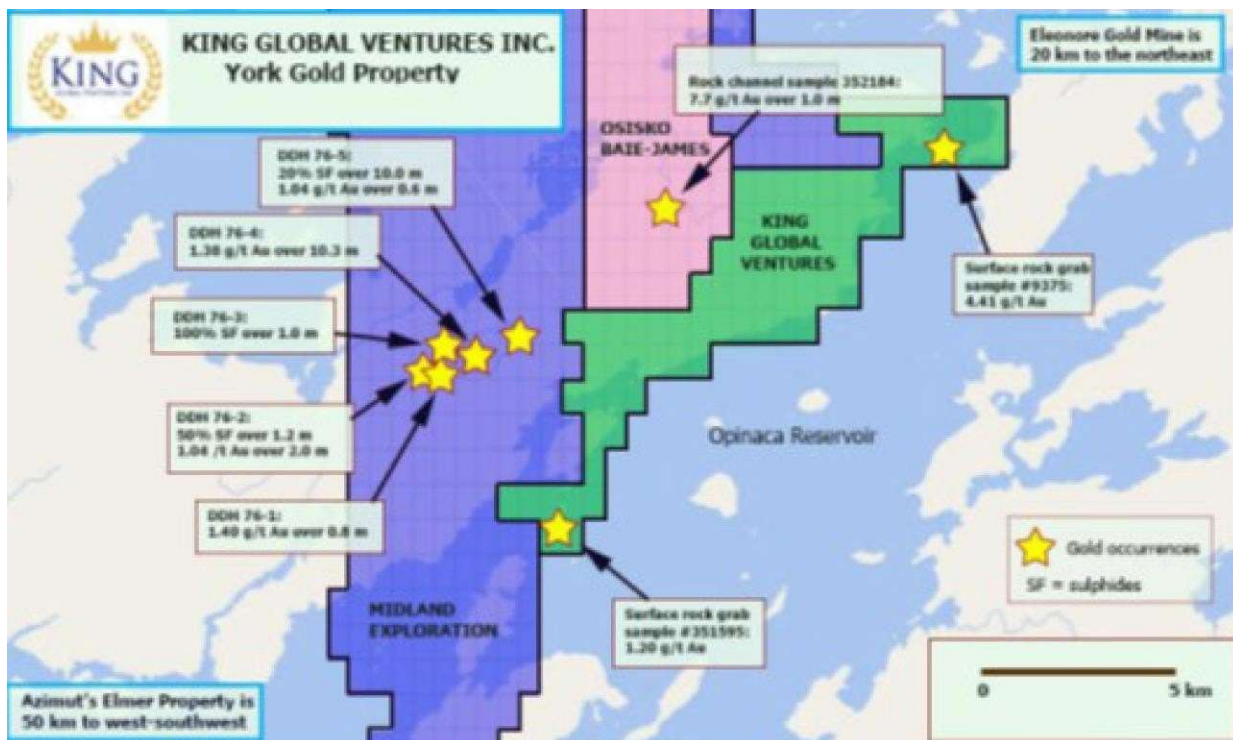 KING
KING GLOBAL VENTURES INC.
York Gold Property
Eleonore Gold Mine is
20 km to the northeast
Rock channel sample 352184:
7.7 g/t Au over 1.0 m
OSISKO
BAIE-JAMES
DDH 76-5:
20% SF over 10.0 m
1.04 g/t Au over 0.6 m
DDH 76-4:
1.38 g/t Au over 10.3 m
KING
GLOBAL
VENTURES
Surface rock grab
sample #9375:
4.41 g/t Au
DDH 76-3:
100% SF over 1.0 m
DDH 76-2:
50% SF over 1.2 m
1.04 /t Au over 2.0 m
Opinaca Reservoir
DDH 76-1:
1.40 g/t Au over 0.8 m
Gold occurrences
SF = sulphides
MIDLAND
EXPLORATION
Surface rock grab
sample #351595:
1.20 g/t Au
0 5 km
Azimut's Elmer Property is
50 km to west-southwest